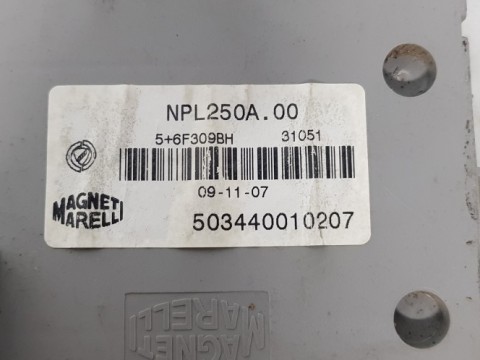 NPL250A.00
5+6F309BH 31051
09-11-07
MAGNETI
MARELLI
503440010207
MAGNETI
MARELLI